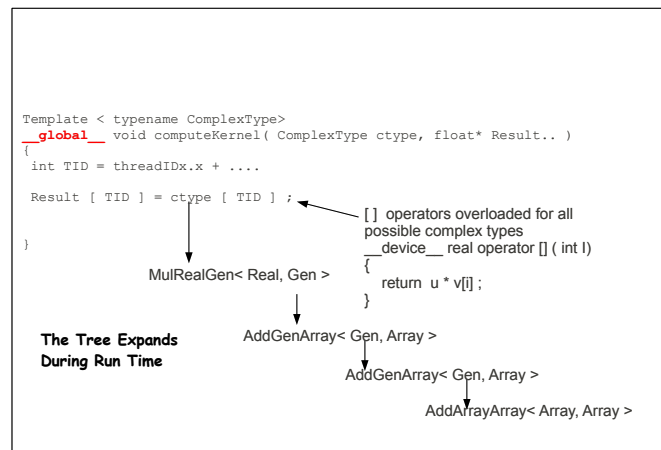 Template < typename ComplexType>
__global__ void computeKernel( ComplexType ctype, float* Result.. )
{
int TID = threadIDx.x + ....
Result [ TID ] = ctype [ TID ] ;
}
[ ] operators overloaded for all
possible complex types
__device__ real operator [] ( int I)
{
return u * v[i] ;
}
MulRealGen< Real, Gen >
AddGenArray< Gen, Array >
AddGenArray< Gen, Array >
AddArrayArray< Array, Array >
The Tree Expands
During Run Time